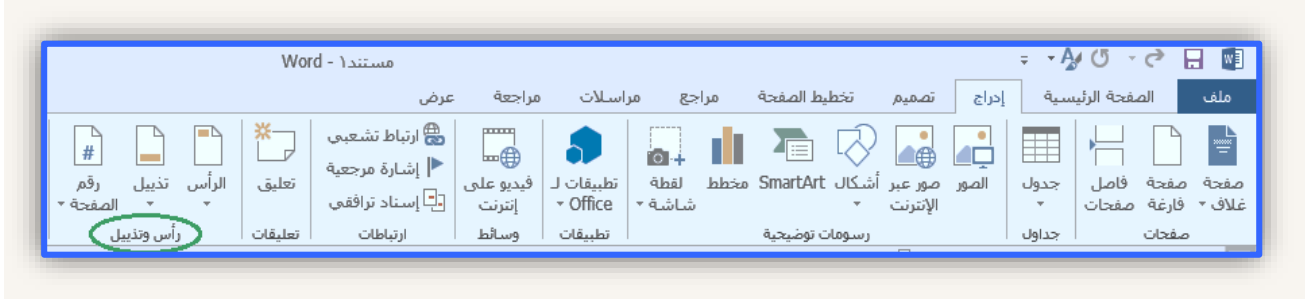 مستند١ - Word
ملف الصفحة الرئيسية إدراج تصميم تخطيط الصفحة مراجع مراسلات مراجعة عرض
صفحة غلاف
صفحة فارغة
فاصل صفحات
جدول
الصور
صور عبر الإنترنت
أشكال
SmartArt
مخطط
لقطة شاشة
تطبيقات لـ Office
فيديو على إنترنت
ارتباط تشعبي
إشارة مرجعية
إسناد ترافقي
تعليق
الرأس
تذييل
رقم الصفحة
صفحات جداول رسومات توضيحية تطبيقات وسائط ارتباطات تعليقات رأس وتذييل